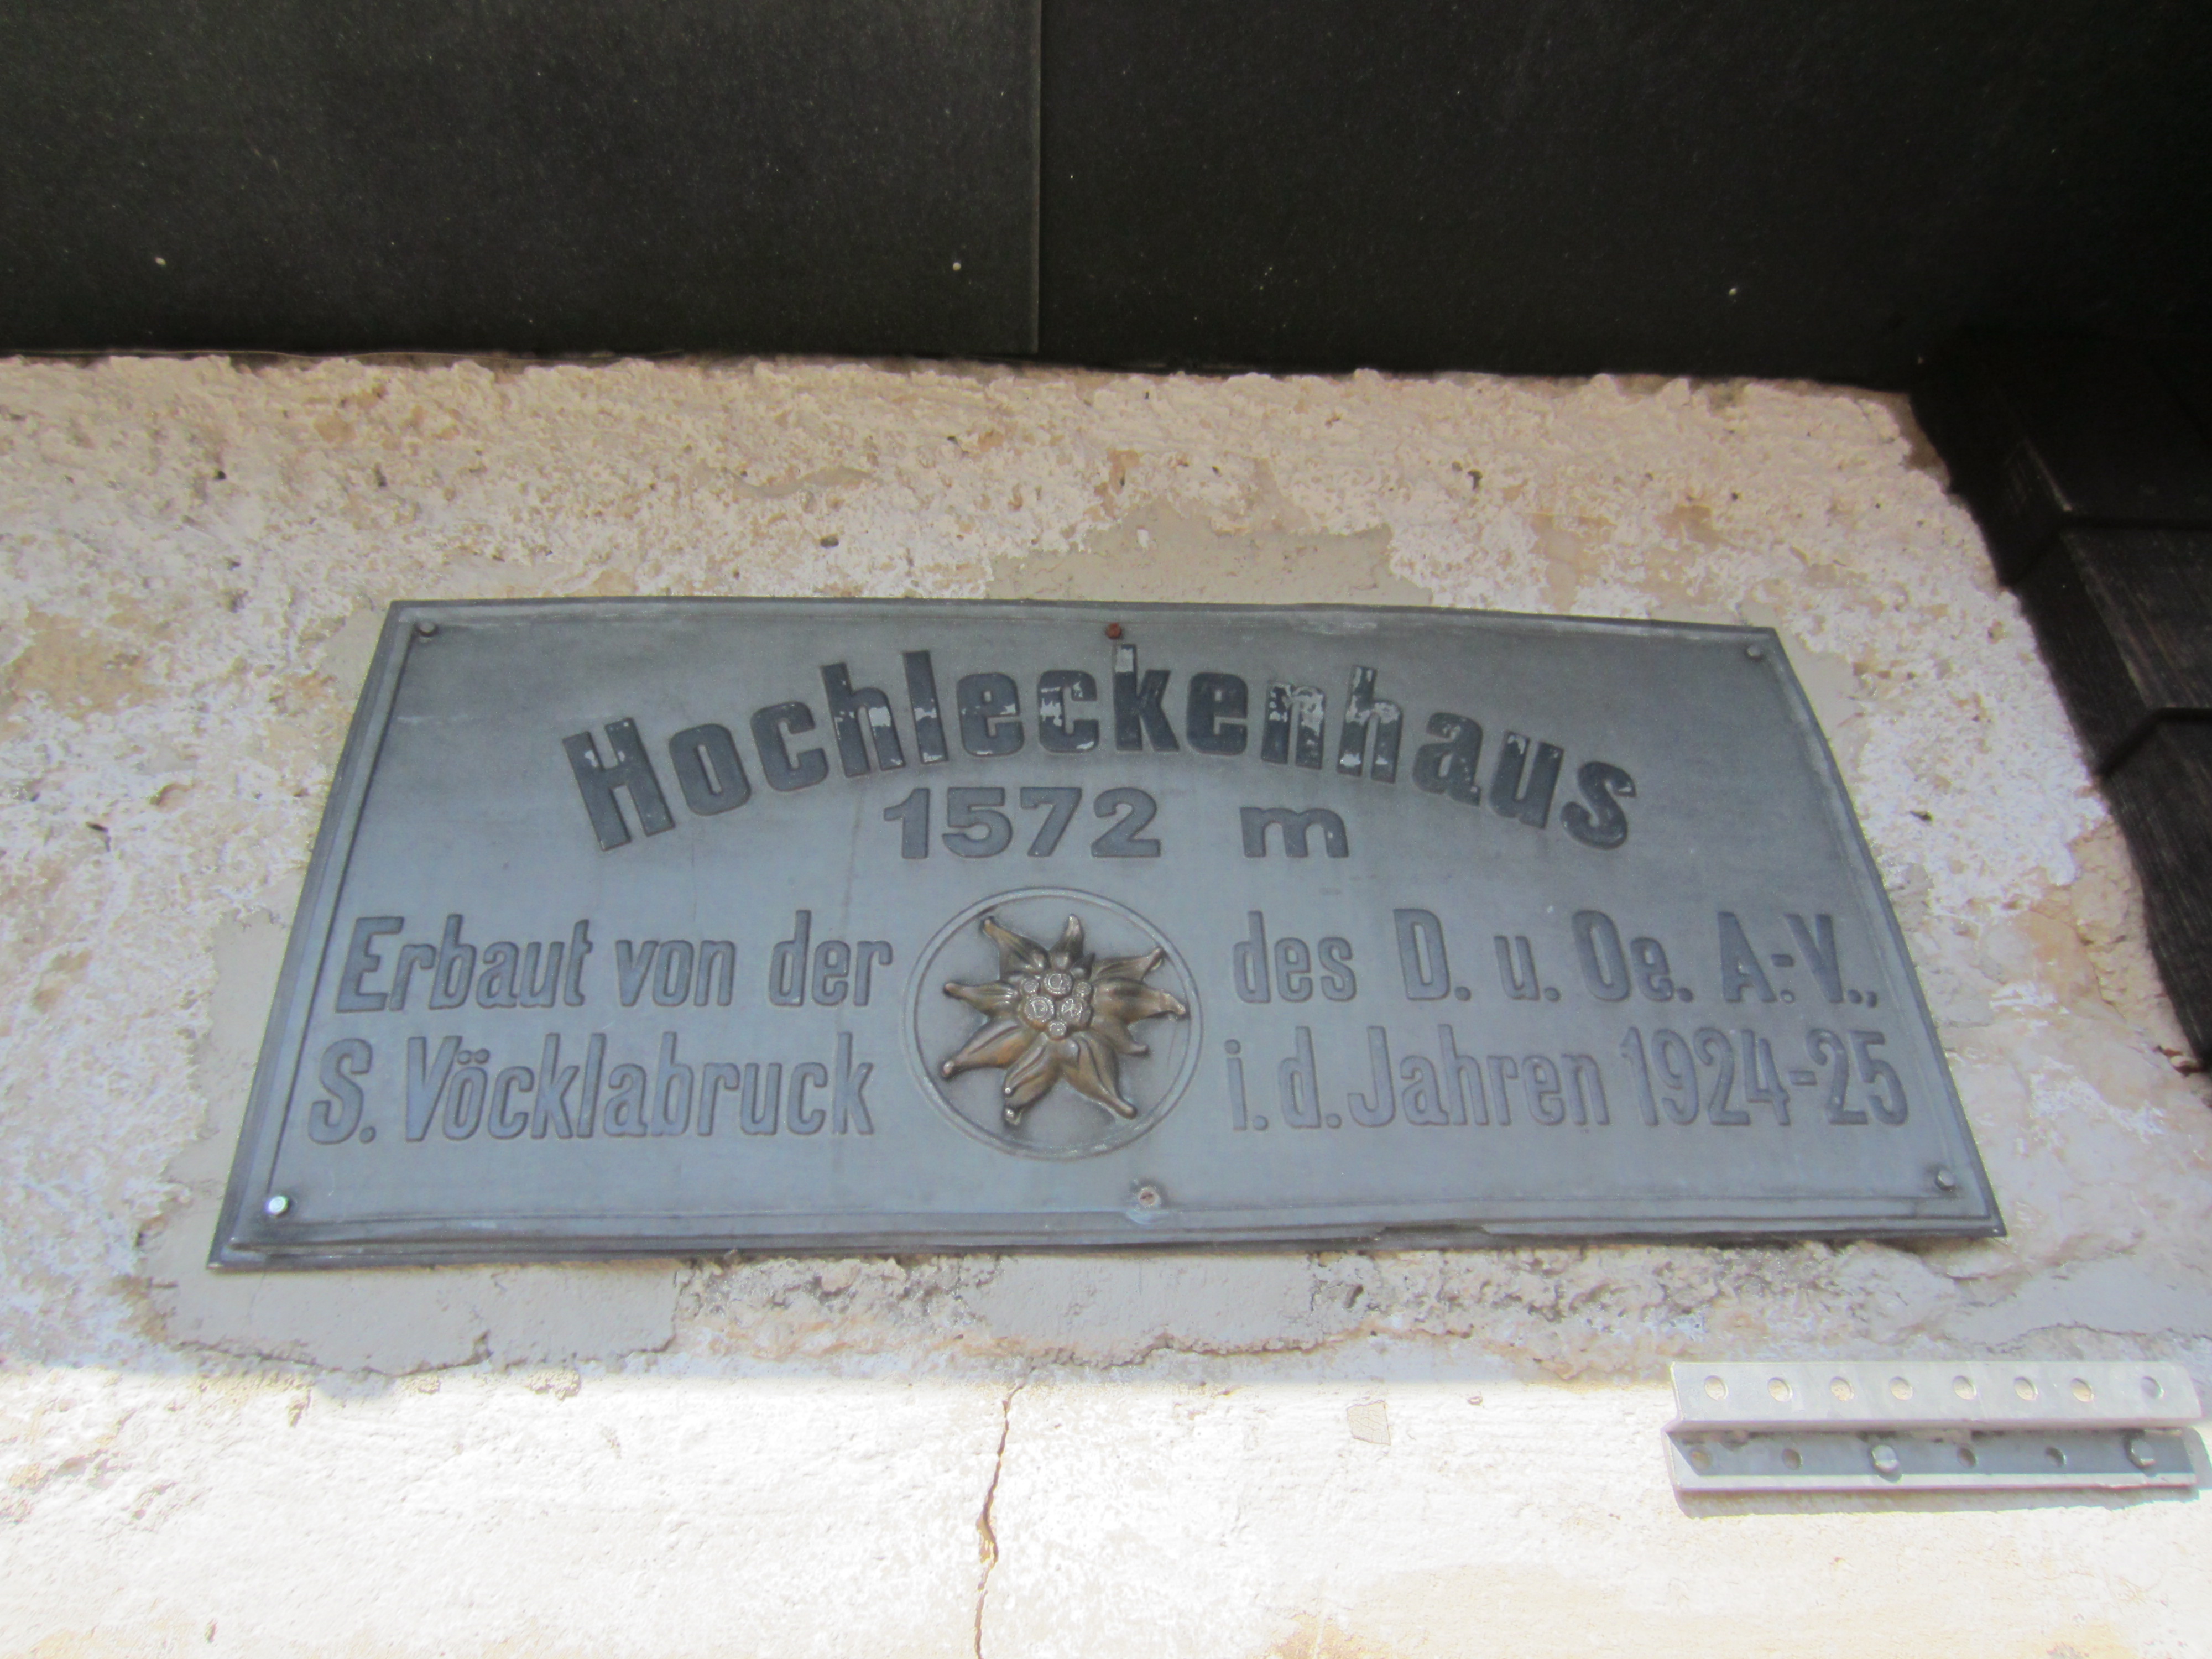 Hochleckenhaus
1572 m
Erbaut von der des D. u. Oe. A.-V.,
S. Vöcklabruck i. d. Jahren 1924-25